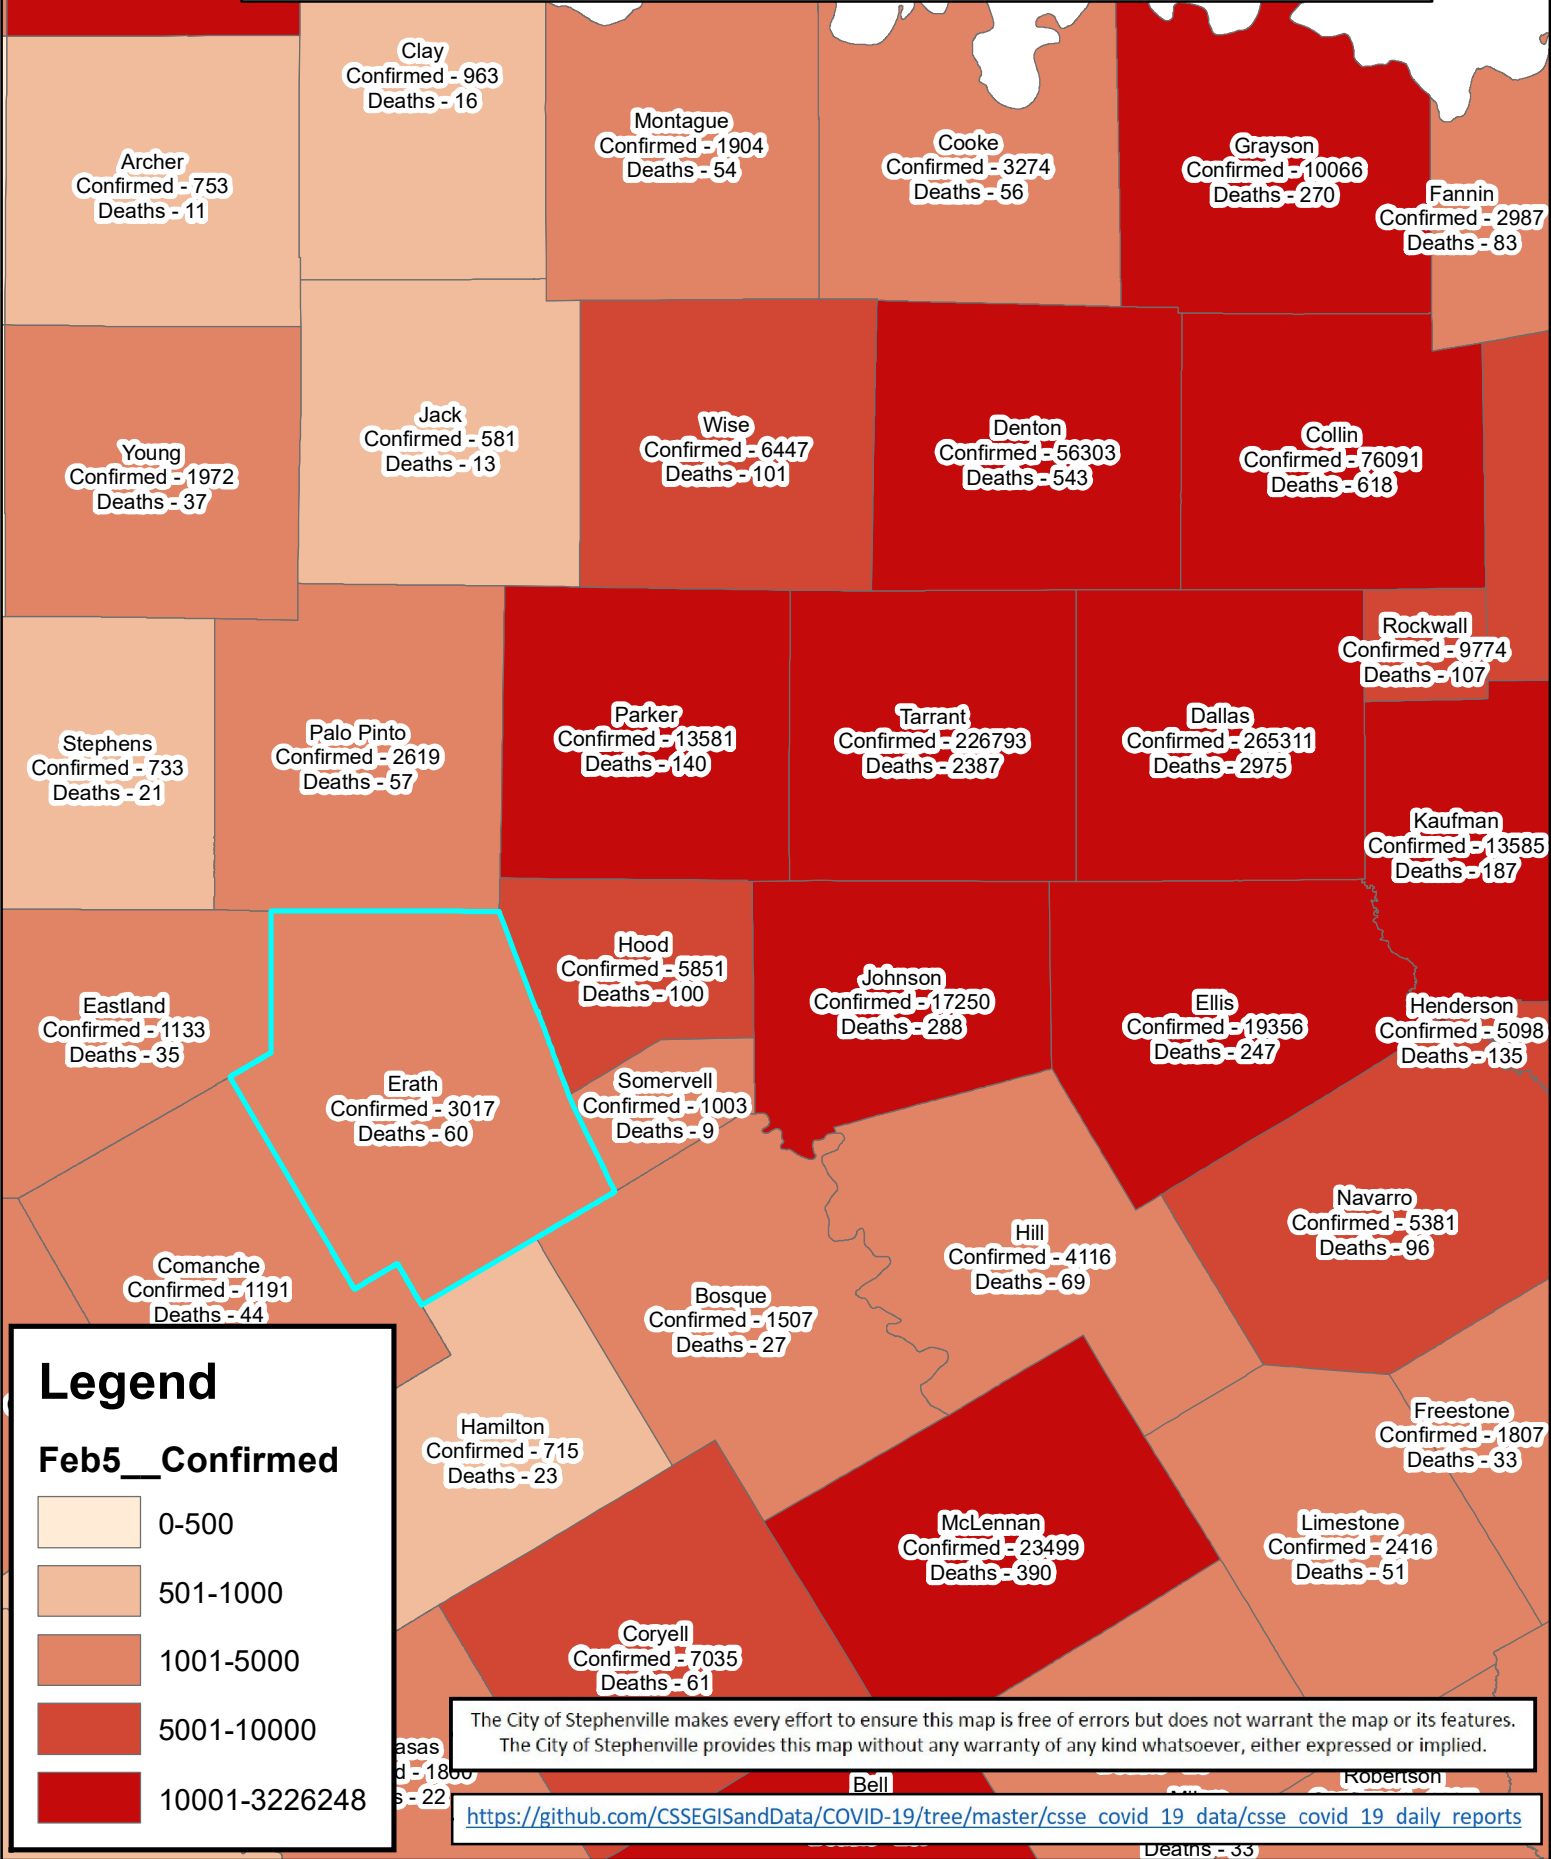 Clay
Confirmed - 963
Deaths - 16
Montague
Confirmed - 1904
Deaths - 54
Cooke
Confirmed - 3274
Deaths - 56
Grayson
Confirmed - 10066
Deaths - 270
Archer
Confirmed - 753
Deaths - 11
Fannin
Confirmed - 2987
Deaths - 83
Jack
Confirmed - 581
Deaths - 13
Wise
Confirmed - 6447
Deaths - 101
Denton
Confirmed - 56303
Deaths - 543
Collin
Confirmed - 76091
Deaths - 618
Young
Confirmed - 1972
Deaths - 37
Rockwall
Confirmed - 9774
Deaths - 107
Stephens
Confirmed - 733
Deaths - 21
Palo Pinto
Confirmed - 2619
Deaths - 57
Parker
Confirmed - 13581
Deaths - 140
Tarrant
Confirmed - 226793
Deaths - 2387
Dallas
Confirmed - 265311
Deaths - 2975
Kaufman
Confirmed - 13585
Deaths - 187
Hood
Confirmed - 5851
Deaths - 100
Johnson
Confirmed - 17250
Deaths - 288
Ellis
Confirmed - 19356
Deaths - 247
Henderson
Confirmed - 5098
Deaths - 135
Eastland
Confirmed - 1133
Deaths - 35
Erath
Confirmed - 3017
Deaths - 60
Somervell
Confirmed - 1003
Deaths - 9
Navarro
Confirmed - 5381
Deaths - 96
Hill
Confirmed - 4116
Deaths - 69
Comanche
Confirmed - 1191
Deaths - 44
Bosque
Confirmed - 1507
Deaths - 27
Hamilton
Confirmed - 715
Deaths - 23
Freestone
Confirmed - 1807
Deaths - 33
McLennan
Confirmed - 23499
Deaths - 390
Limestone
Confirmed - 2416
Deaths - 51
Coryell
Confirmed - 7035
Deaths - 61
Legend
Feb5__Confirmed
0-500
501-1000
1001-5000
5001-10000
10001-3226248
asas
d - 1860
s - 22
The City of Stephenville makes every effort to ensure this map is free of errors but does not warrant the map or its features.
The City of Stephenville provides this map without any warranty of any kind whatsoever, either expressed or implied.
Bell
Robertson
https://github.com/CSSEGISandData/COVID-19/tree/master/csse_covid_19_data/csse_covid_19_daily_reports
Deaths - 33